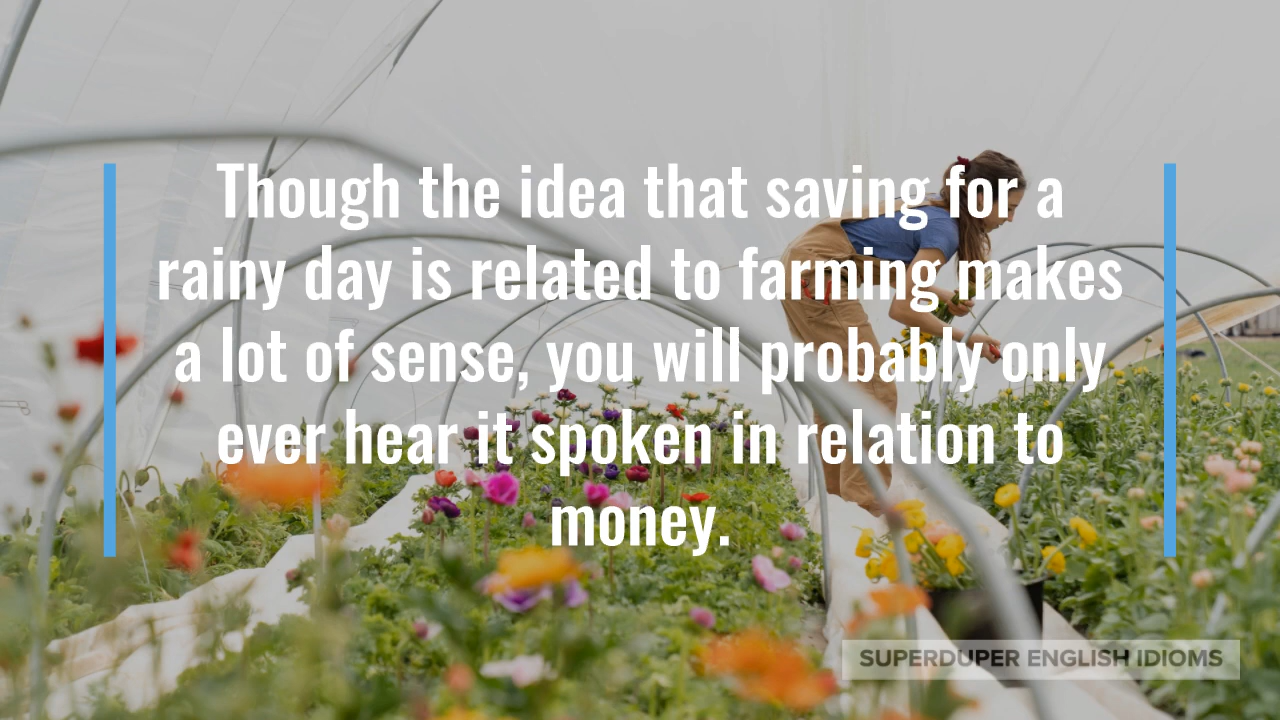 Though the idea that saving for a
rainy day is related to farming makes
a lot of sense, you will probably only
ever hear it spoken in relation to
money.
SUPERDUPER ENGLISH IDIOMS